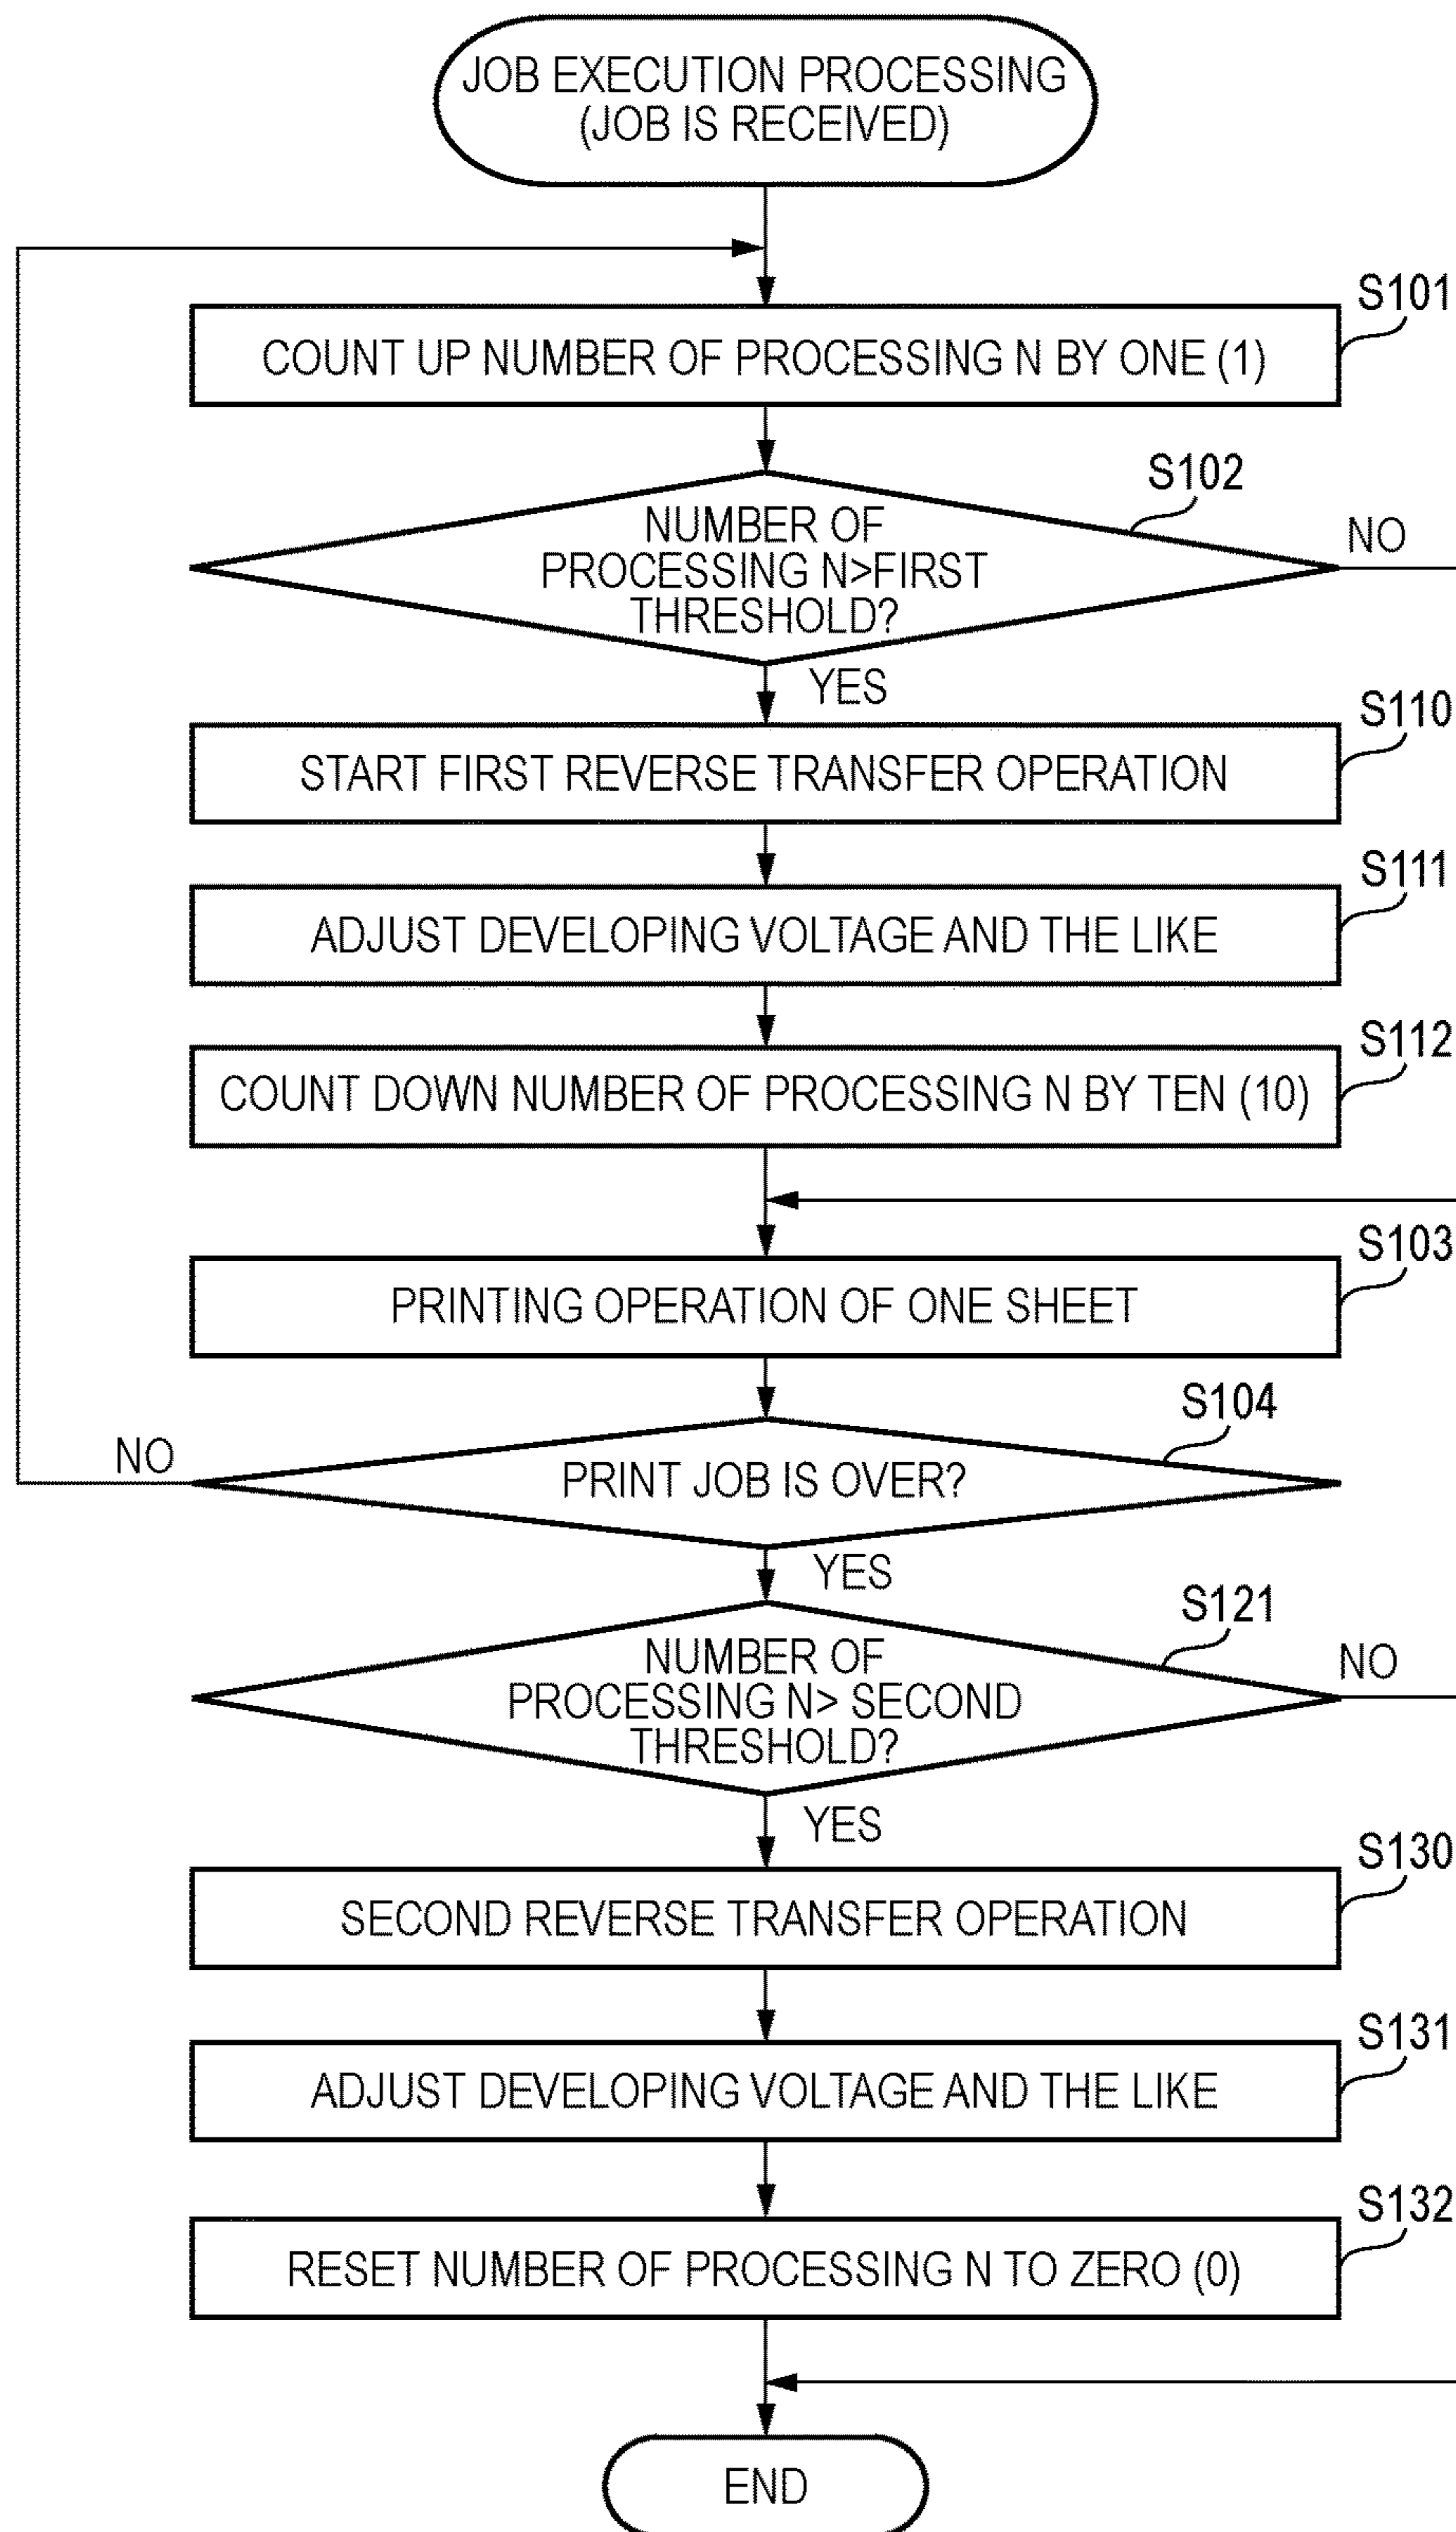 JOB EXECUTION PROCESSING
(JOB IS RECEIVED)
S101
COUNT UP NUMBER OF PROCESSING N BY ONE (1)
S102
NUMBER OF
PROCESSING N>FIRST
THRESHOLD?
NO
YES
S110
START FIRST REVERSE TRANSFER OPERATION
S111
ADJUST DEVELOPING VOLTAGE AND THE LIKE
S112
COUNT DOWN NUMBER OF PROCESSING N BY TEN (10)
S103
PRINTING OPERATION OF ONE SHEET
S104
NO
PRINT JOB IS OVER?
YES
S121
NUMBER OF
PROCESSING N> SECOND
THRESHOLD?
NO
YES
S130
SECOND REVERSE TRANSFER OPERATION
S131
ADJUST DEVELOPING VOLTAGE AND THE LIKE
S132
RESET NUMBER OF PROCESSING N TO ZERO (0)
END